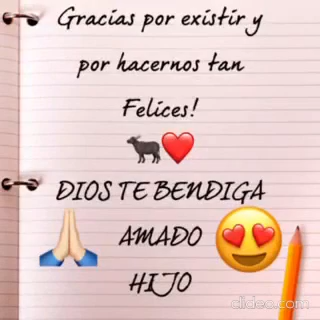 Gracias por existir y
por hacernos tan
Felices!
DIOS TE BENDIGA
AMADO
HIJO
clideo.com